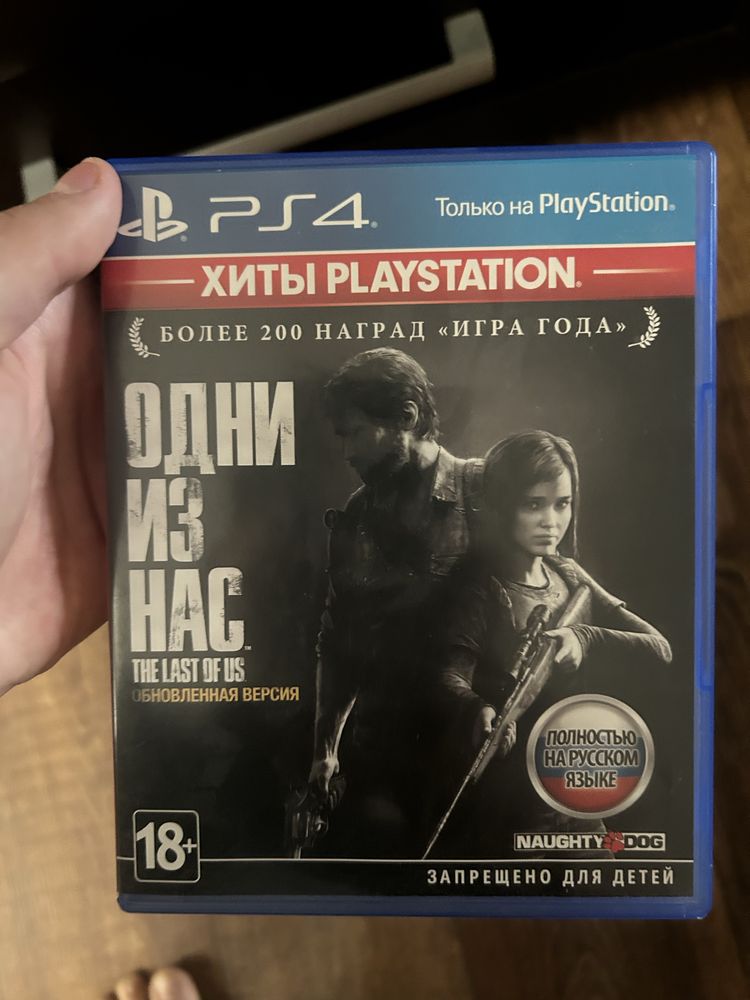 PS4
Только на PlayStation
ХИТЫ PLAYSTATION
БОЛЕЕ 200 НАГРАД «ИГРА ГОДА»
ОДНИ
ИЗ
НАС
THE LAST OF US
ОБНОВЛЕННАЯ ВЕРСИЯ
ПОЛНОСТЬЮ
НА РУССКОМ
ЯЗЫКЕ
18+
NAUGHTY DOG
ЗАПРЕЩЕНО ДЛЯ ДЕТЕЙ